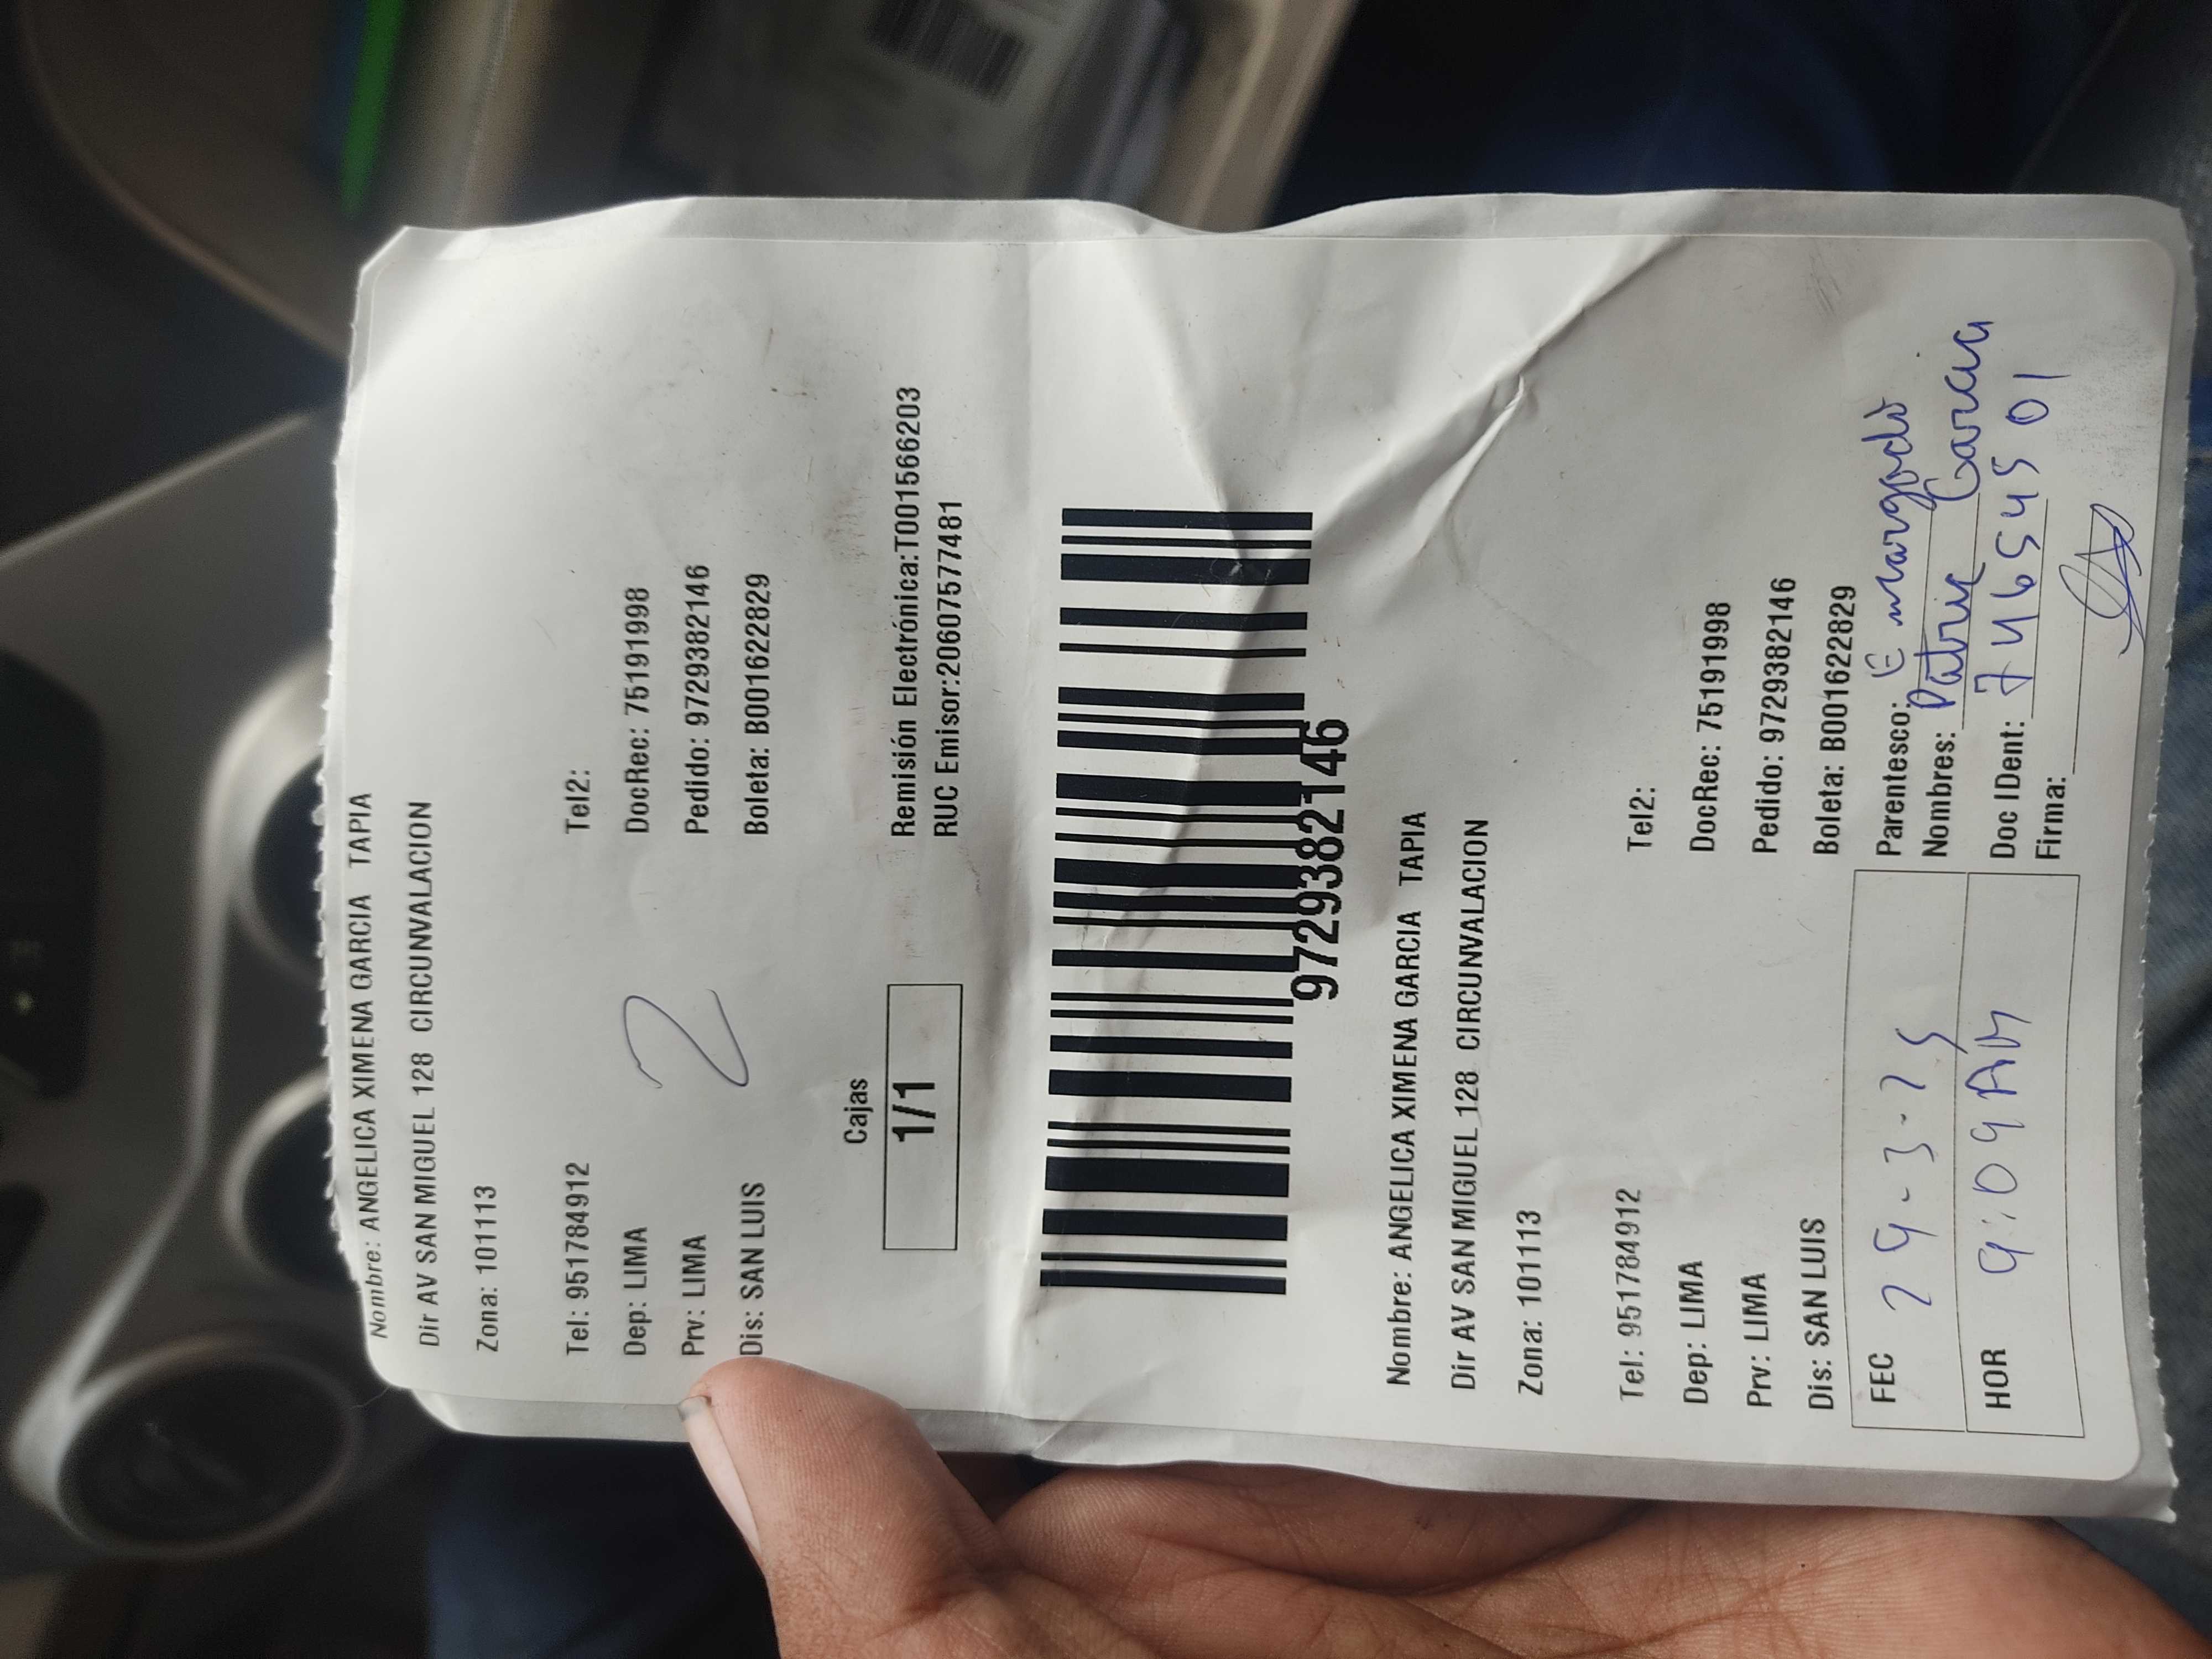 Nombre: ANGELICA XIMENA GARCIA TAPIA
Dir AV SAN MIGUEL 128 CIRCUNVALACION
Zona: 101113
Tel: 951784912 Tel2:
Dep: LIMA DocRec: 75191998
Prv: LIMA Pedido: 9729382146
Dis: SAN LUIS Boleta: B001622829
2
Cajas
1/1 Remisión Electrónica:T001566203
RUC Emisor:20607577481
9729382146
Nombre: ANGELICA XIMENA GARCIA TAPIA
Dir AV SAN MIGUEL 128 CIRCUNVALACION
Zona: 101113
Tel: 951784912 Tel2:
Dep: LIMA DocRec: 75191998
Prv: LIMA Pedido: 9729382146
Dis: SAN LUIS Boleta: B001622829
FEC 29-3-25 Parentesco:
Nombres: Patric Garcia
HOR 9:09 AM Doc IDent: 74654501
Firma: